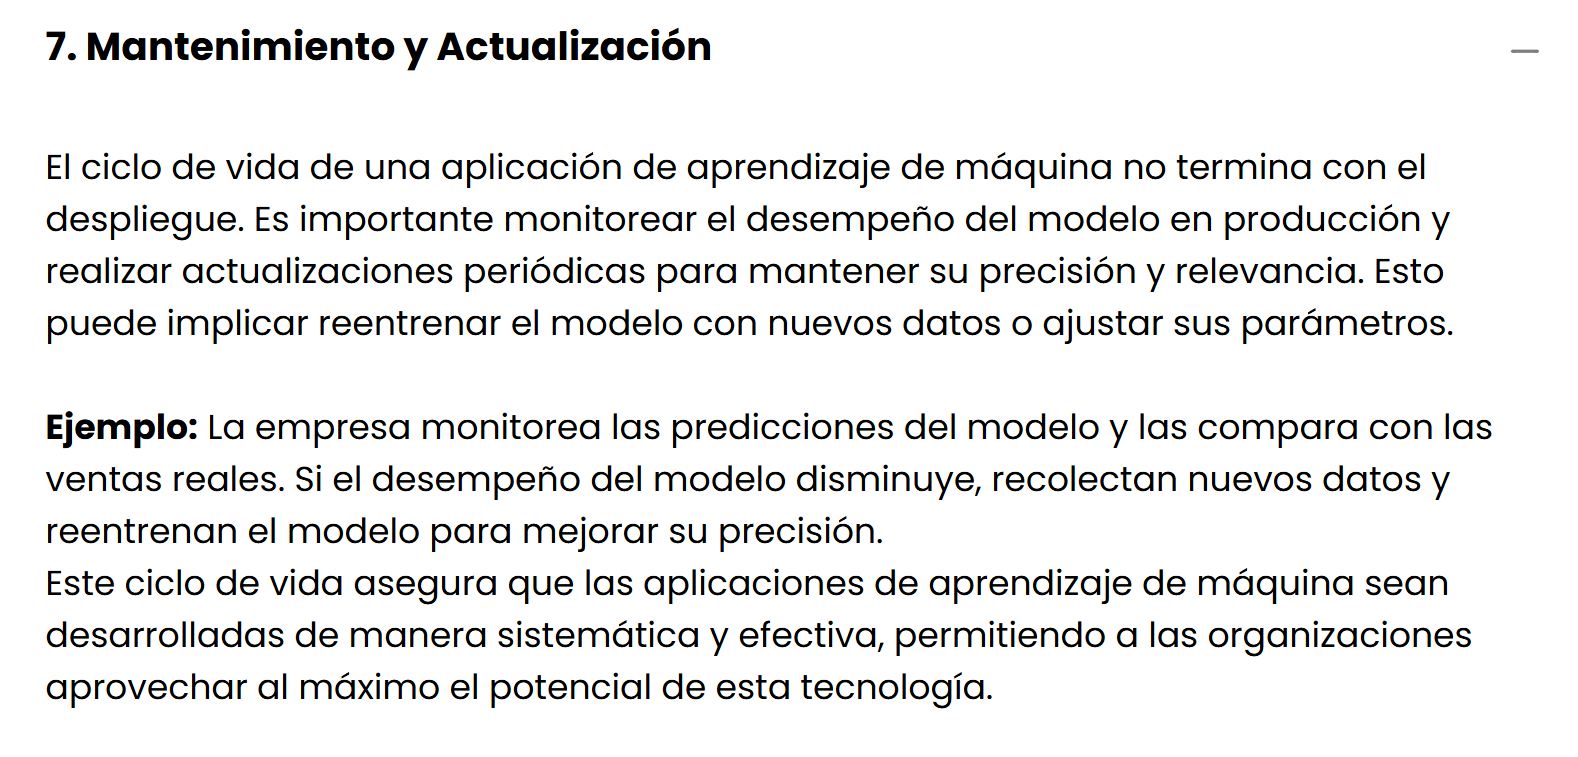 7. Mantenimiento y Actualización
El ciclo de vida de una aplicación de aprendizaje de máquina no termina con el
despliegue. Es importante monitorear el desempeño del modelo en producción y
realizar actualizaciones periódicas para mantener su precisión y relevancia. Esto
puede implicar reentrenar el modelo con nuevos datos o ajustar sus parámetros.
Ejemplo: La empresa monitorea las predicciones del modelo y las compara con las
ventas reales. Si el desempeño del modelo disminuye, recolectan nuevos datos y
reentrenan el modelo para mejorar su precisión.
Este ciclo de vida asegura que las aplicaciones de aprendizaje de máquina sean
desarrolladas de manera sistemática y efectiva, permitiendo a las organizaciones
aprovechar al máximo el potencial de esta tecnología.